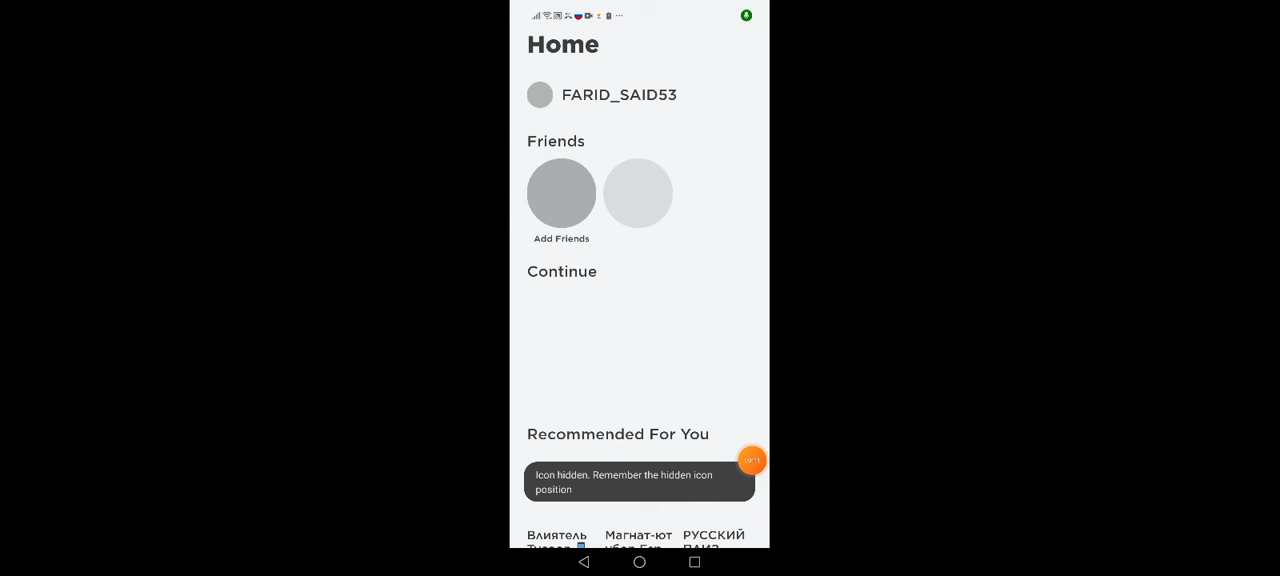 Home
FARID_SAID53
Friends
Add Friends
Continue
Recommended For You
Icon hidden. Remember the hidden icon
position
Влиятель Магнат-ют РУССКИЙ